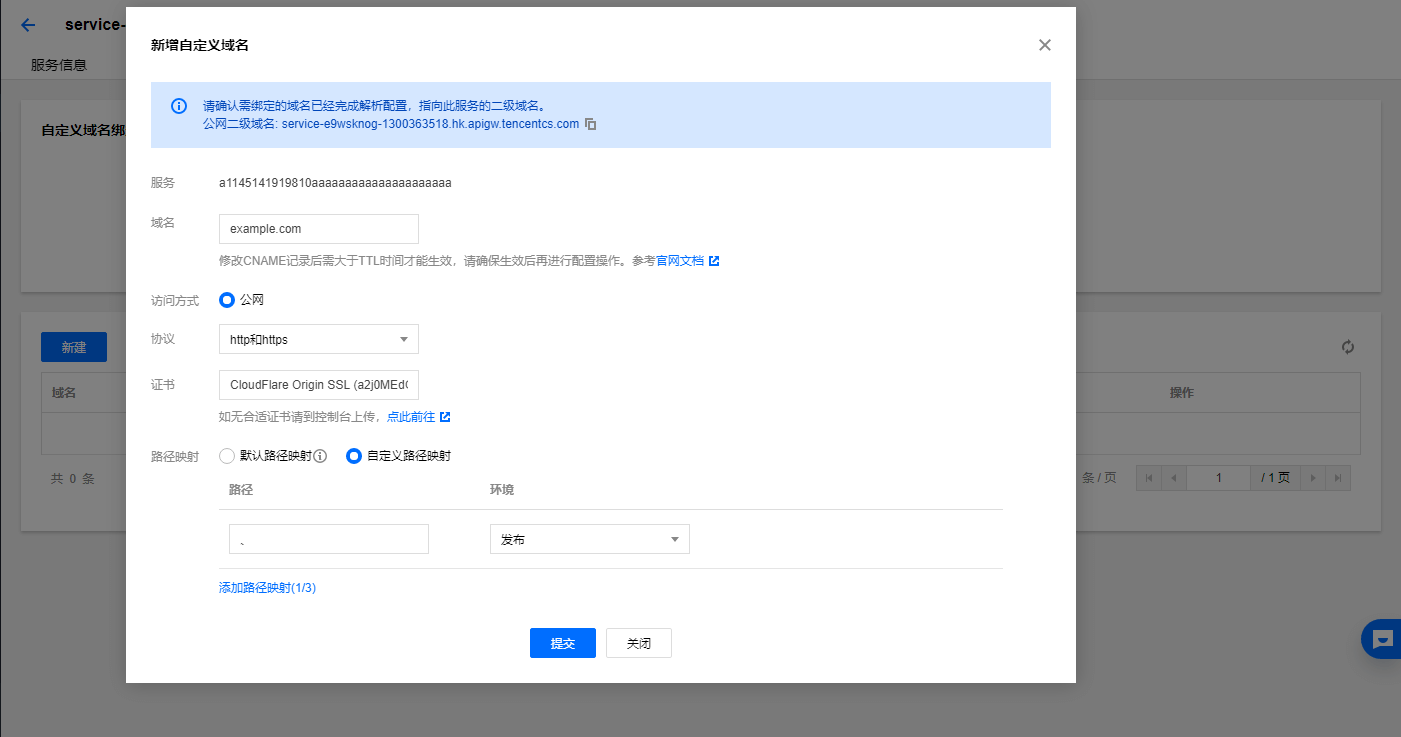 service-
服务信息
新增自定义域名
请确认需绑定的域名已经完成解析配置，指向此服务的二级域名。
公网二级域名: service-e9wsknog-1300363518.hk.apigw.tencentcs.com
自定义域名绑
服务 a1145141919810aaaaaaaaaaaaaaaaaaaaa
域名 example.com
修改CNAME记录后需大于TTL时间才能生效，请确保生效后再进行配置操作。参考官网文档
访问方式 公网
协议 http和https
新建
证书 CloudFlare Origin SSL (a2j0MEd
域名 操作
如无合适证书请到控制台上传，点此前往
路径映射 默认路径映射 自定义路径映射
共 0 条 条 / 页 1 / 1 页
路径 环境
、 发布
添加路径映射(1/3)
提交 关闭